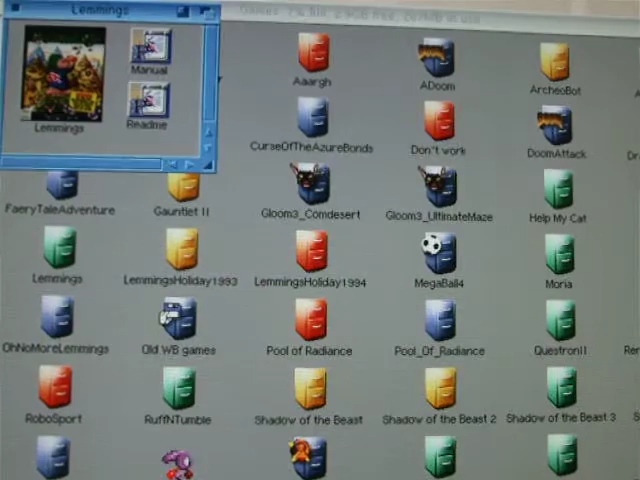 Lemmings
Manual
Lemmings
Readme
Aaargh
ADoom
ArcheoBot
CurseOfTheAzureBonds
Don't work
DoomAttack
FaeryTaleAdventure
Gauntlet II
Gloom3_Comdesert
Gloom3_UltimateMaze
Help My Cat
Lemmings
LemmingsHoliday1993
LemmingsHoliday1994
MegaBall4
Moria
OhNoMoreLemmings
Old WB games
Pool of Radiance
Pool_Of_Radiance
QuestronII
RoboSport
RuffNTumble
Shadow of the Beast
Shadow of the Beast 2
Shadow of the Beast 3